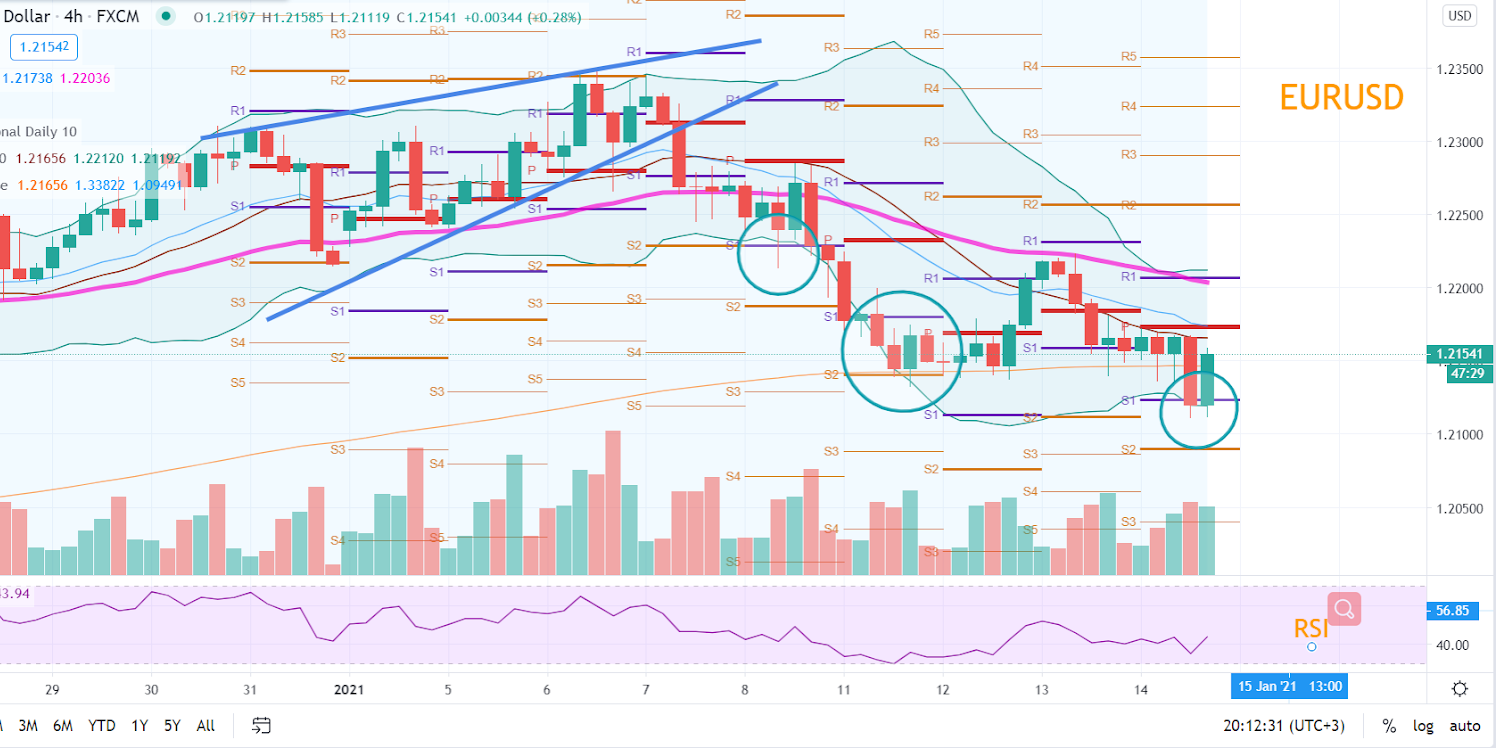 Dollar · 4h · FXCM O1.21197 H1.21585 L1.21119 C1.21541 +0.00344 (+0.28%)
USD
1.21542
1.21738 1.22036
onal Daily 10
0 1.21656 1.22120 1.21192
e 1.21656 1.33822 1.09491
EURUSD
R2
R3
R3
R3
R5
R1
R2
R2
R2
R2
R4
R5
R1
R1
R2
R4
R4
R1
R3
R3
R1
P
P
R3
R1
P
S1
R1
R2
R2
R2
S1
P
P
S1
P
S2
S2
S1
R1
S1
S2
S2
R1
R1
S3
S1
S3
S3
S2
S1
P
P
S4
S2
S4
S4
S1
S1
S5
S2
S5
S5
S2
S1
S2
S3
S4
S4
S3
S2
S3
S2
S4
S4
S5
S5
S4
S3
S5
S3
1.23500
1.23000
1.22500
1.22000
1.21541
47:29
1.21000
1.20500
43.94
RSI
56.85
40.00
29 30 31 2021 5 6 7 8 11 12 13 14 15 Jan '21 13:00
3M 6M YTD 1Y 5Y All 20:12:31 (UTC+3) % log auto